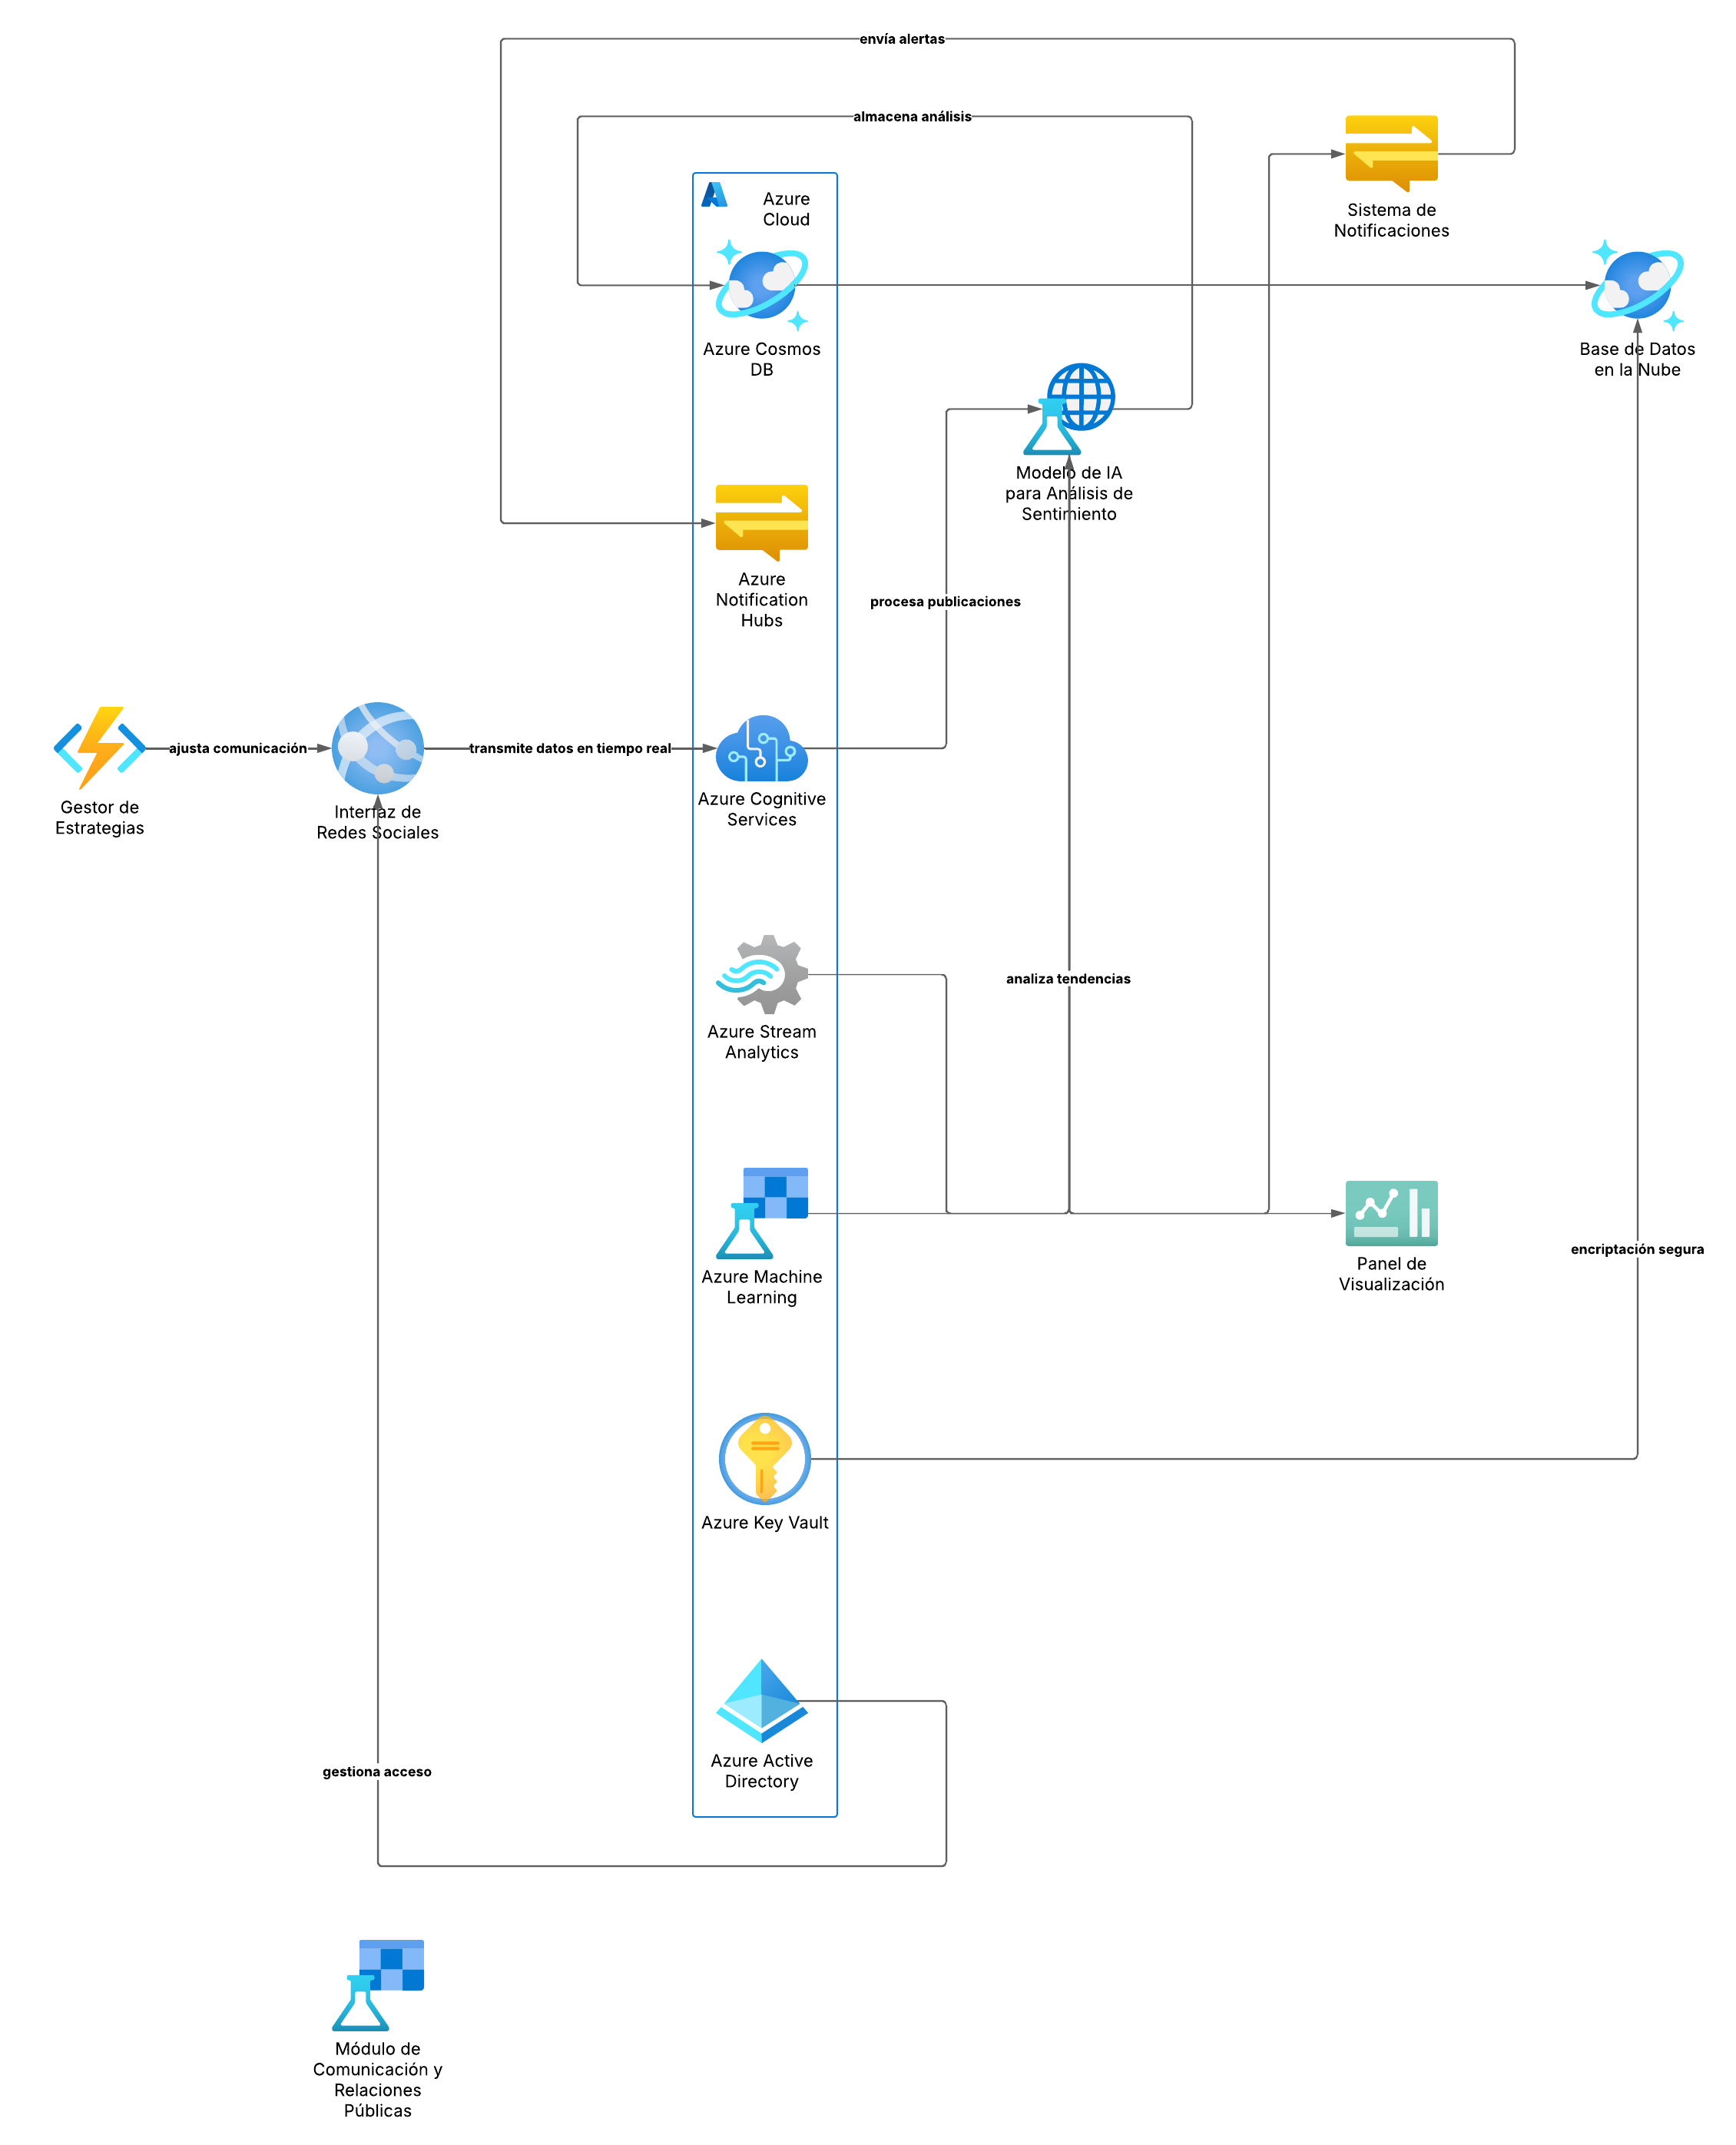 envía alertas
almacena análisis
Azure
Cloud
Sistema de
Notificaciones
Azure Cosmos
DB
Base de Datos
en la Nube
Modelo de IA
para Análisis de
Sentimiento
Azure
Notification
Hubs
procesa publicaciones
ajusta comunicación
transmite datos en tiempo real
Gestor de
Estrategias
Interfaz de
Redes Sociales
Azure Cognitive
Services
analiza tendencias
Azure Stream
Analytics
encriptación segura
Azure Machine
Learning
Panel de
Visualización
Azure Key Vault
Azure Active
Directory
gestiona acceso
Módulo de
Comunicación y
Relaciones
Públicas